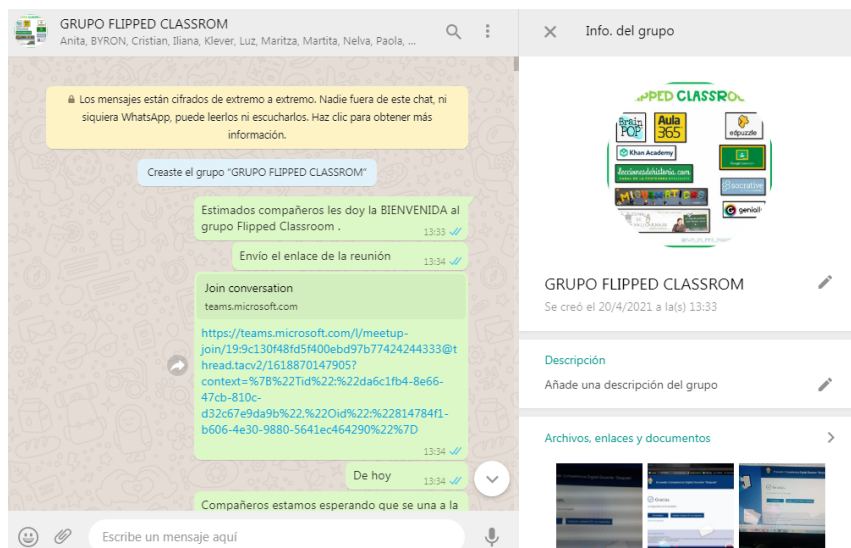 GRUPO FLIPPED CLASSROM
Anita, BYRON, Cristian, Iliana, Klever, Luz, Maritza, Martita, Nelva, Paola, ...
Los mensajes están cifrados de extremo a extremo. Nadie fuera de este chat, ni
siquiera WhatsApp, puede leerlos ni escucharlos. Haz clic para obtener más
información.
Creaste el grupo "GRUPO FLIPPED CLASSROM"
Estimados compañeros les doy la BIENVENIDA al
grupo Flipped Classroom .
13:33
Envío el enlace de la reunión
13:34
Join conversation
teams.microsoft.com
https://teams.microsoft.com/l/meetup-
join/19:9c130f48fd5f400ebd97b77424244333@t
hread.tacv2/1618870147905?
context=%7B%22Tid%22:%22da6c1fb4-8e66-
47cb-810c-
d32c67e9da9b%22,%22Oid%22:%22814784f1-
b606-4e30-9880-5641ec464290%22%7D
13:34
De hoy
13:34
Compañeros estamos esperando que se una a la
Escribe un mensaje aquí
Info. del grupo
CLASSRO
Brain
POP
Aula
365
edpuzzle
Khan Academy
leccionesdehistoria.com
socrative
genial
GRUPO FLIPPED CLASSROM
Se creó el 20/4/2021 a la(s) 13:33
Descripción
Añade una descripción del grupo
Archivos, enlaces y documentos